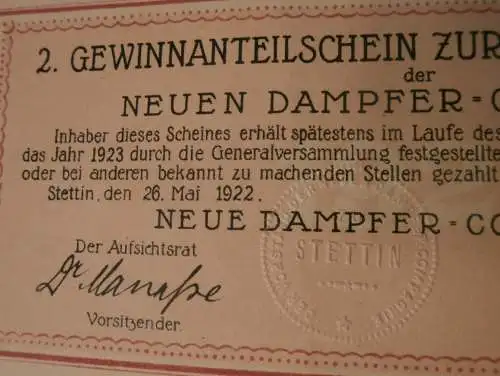 2. GEWINNANTEILSCHEIN ZUR
der
NEUEN DAMPFER=C
Inhaber dieses Scheines erhält spätestens im Laufe des
das Jahr 1923 durch die Generalversammlung festgestellte
oder bei anderen bekannt zu machenden Stellen gezahlt
Stettin, den 26. Mai 1922.
NEUE DAMPFER=CO
Der Aufsichtsrat
STETTIN
Dr Manasse
Vorsitzender.